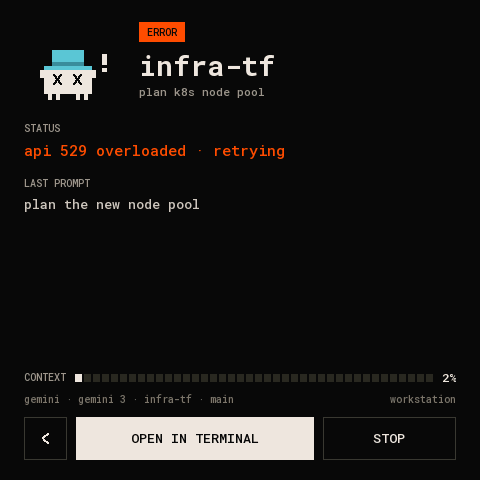 ERROR
infra-tf
plan k8s node pool
STATUS
api 529 overloaded · retrying
LAST PROMPT
plan the new node pool
CONTEXT 2%
gemini · gemini 3 · infra-tf · main workstation
< OPEN IN TERMINAL STOP